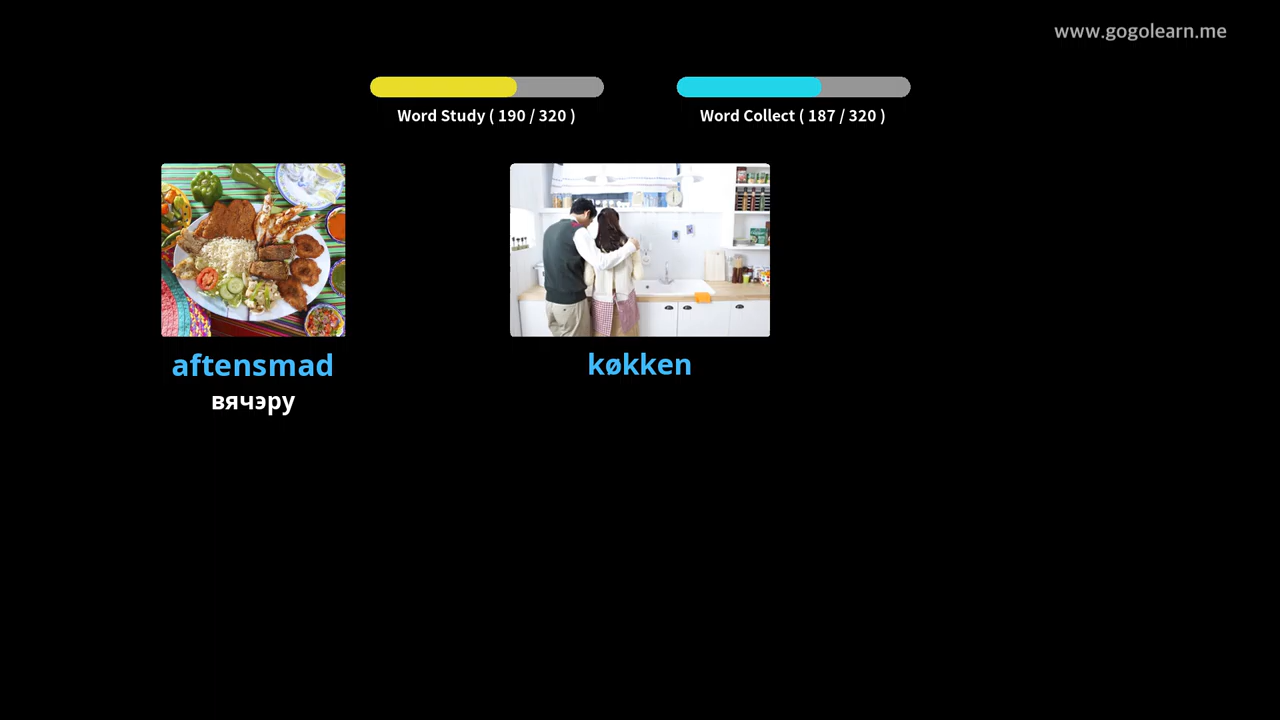 www.gogolearn.me
Word Study ( 190 / 320 )
Word Collect ( 187 / 320 )
aftensmad
køkken
вячэру